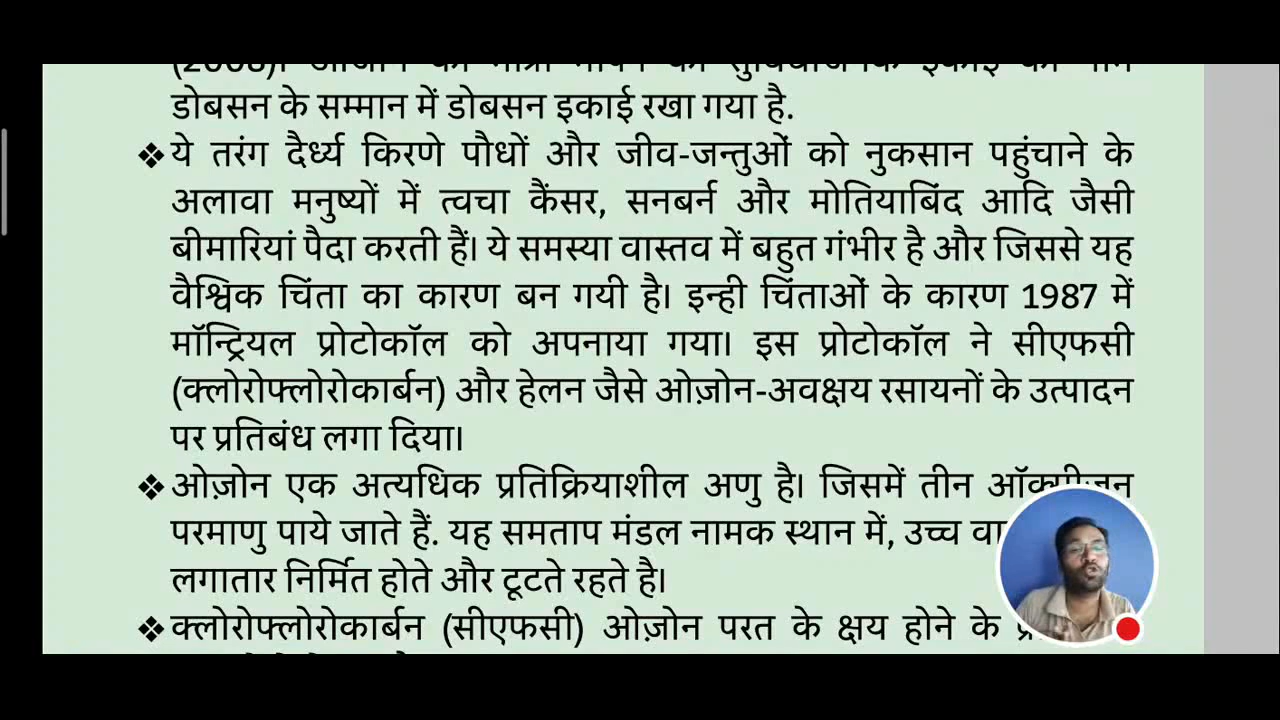 डोबसन के सम्मान में डोबसन इकाई रखा गया है.
❖ ये तरंग दैर्ध्य किरणे पौधों और जीव-जन्तुओं को नुकसान पहुंचाने के
अलावा मनुष्यों में त्वचा कैंसर, सनबर्न और मोतियाबिंद आदि जैसी
बीमारियां पैदा करती हैं। ये समस्या वास्तव में बहुत गंभीर है और जिससे यह
वैश्विक चिंता का कारण बन गयी है। इन्ही चिंताओं के कारण 1987 में
मॉन्ट्रियल प्रोटोकॉल को अपनाया गया। इस प्रोटोकॉल ने सीएफसी
(क्लोरोफ्लोरोकार्बन) और हेलन जैसे ओज़ोन-अवक्षय रसायनों के उत्पादन
पर प्रतिबंध लगा दिया।
❖ ओज़ोन एक अत्यधिक प्रतिक्रियाशील अणु है। जिसमें तीन ऑक्सीजन
परमाणु पाये जाते हैं. यह समताप मंडल नामक स्थान में, उच्च
लगातार निर्मित होते और टूटते रहते है।
❖ क्लोरोफ्लोरोकार्बन (सीएफसी) ओज़ोन परत के क्षय होने के